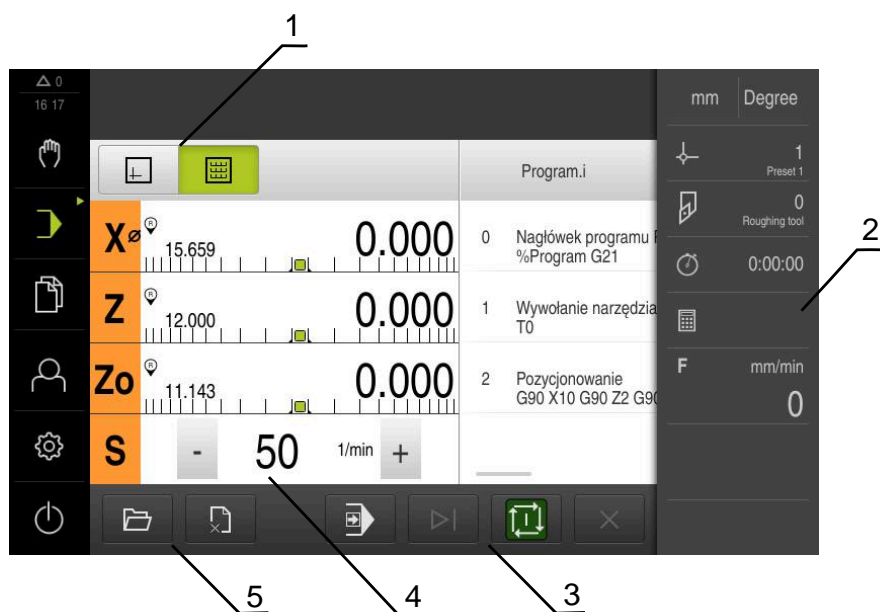 1
△ 0
16 17
mm Degree
1
Preset 1
0
Roughing tool
0:00:00
F mm/min
0
2
Program.i
X⌀ R 15.659 0.000
Z R 12.000 0.000
Zo R 11.143 0.000
S - 50 1/min +
0 Nagłówek programu
%Program G21
1 Wywołanie narzędzia
T0
2 Pozycjonowanie
G90 X10 G90 Z2 G90
5
4
3